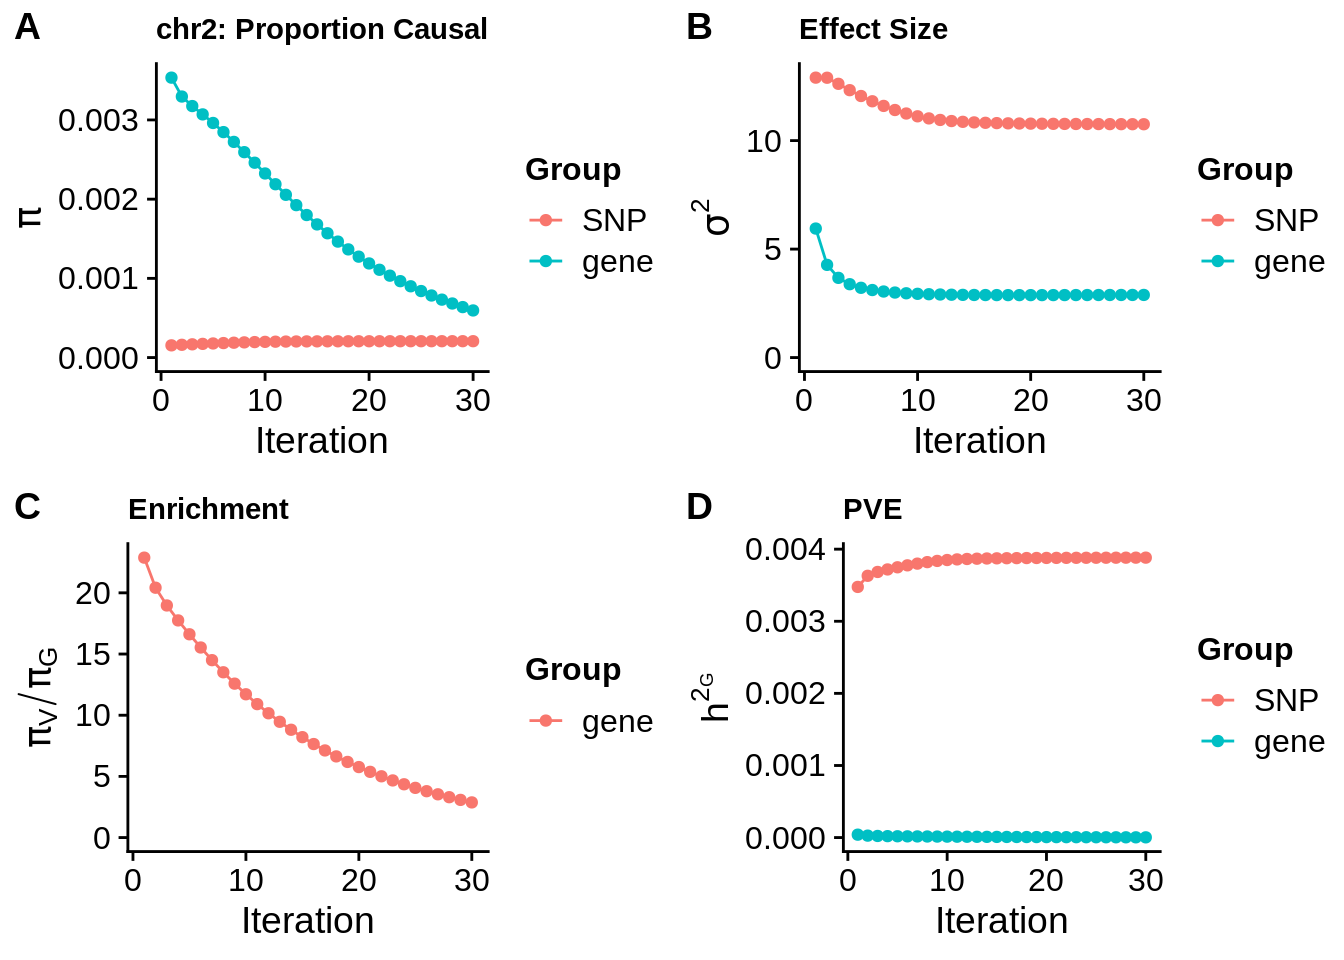 A chr2: Proportion Causal
0.003
0.002
0.001
0.000
π
0 10 20 30
Iteration
Group
SNP
gene
B Effect Size
10
5
0
σ²
0 10 20 30
Iteration
Group
SNP
gene
C Enrichment
20
15
10
5
0
πV/πG
0 10 20 30
Iteration
Group
gene
D PVE
0.004
0.003
0.002
0.001
0.000
h²G
0 10 20 30
Iteration
Group
SNP
gene